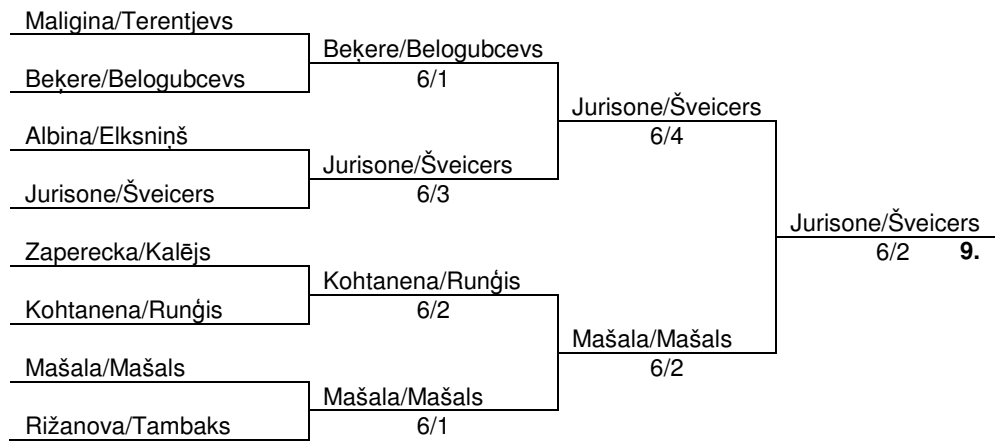 Maligina/Terentjevs
Beķere/Belogubcevs
Beķere/Belogubcevs
6/1
Jurisone/Šveicers
6/4
Albina/Elksniņš
Jurisone/Šveicers
6/3
Jurisone/Šveicers
Jurisone/Šveicers
6/2 9.
Zaperecka/Kalējs
Kohtanena/Runģis
6/2
Kohtanena/Runģis
Mašala/Mašals
6/2
Mašala/Mašals
Mašala/Mašals
6/1
Rižanova/Tambaks